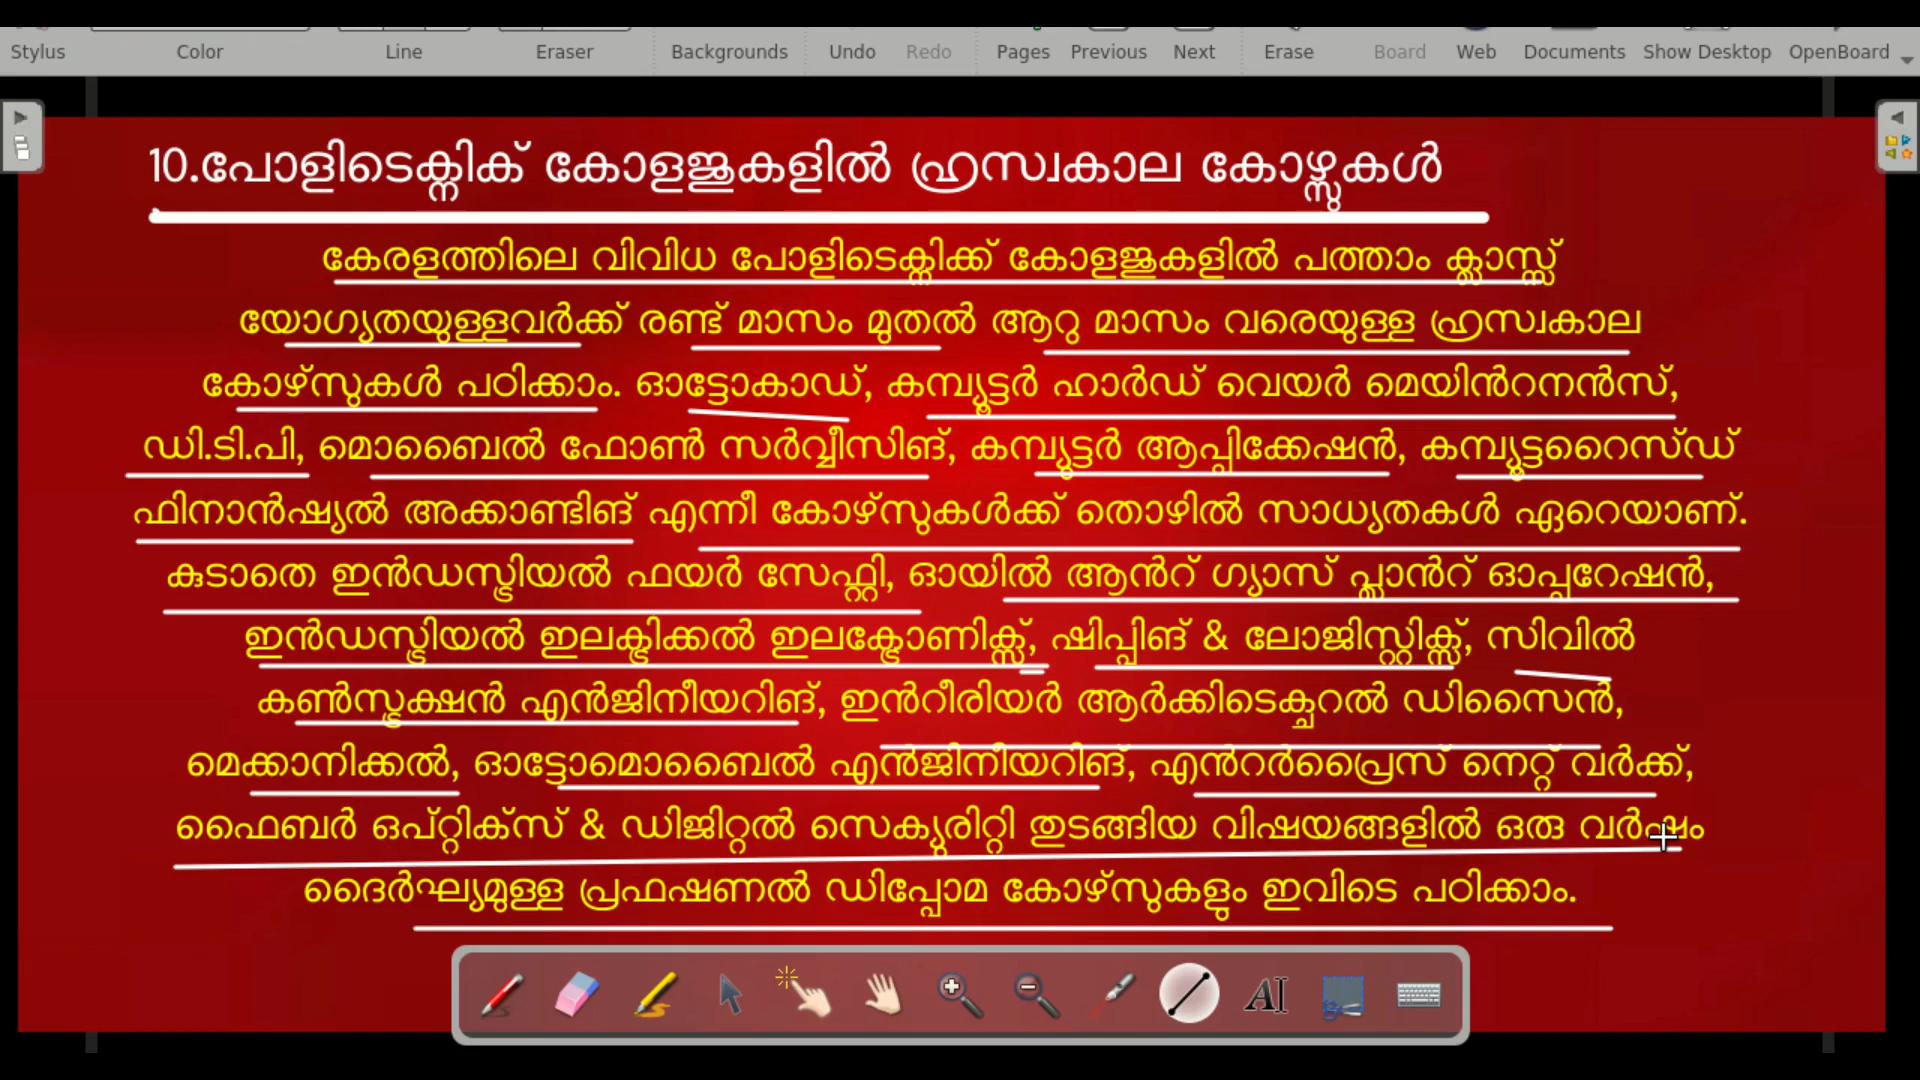 Stylus Color Line Eraser Backgrounds Undo Redo Pages Previous Next Erase Board Web Documents Show Desktop OpenBoard
10.പോളിടെക്നിക് കോളജുകളിൽ ഹ്രസ്വകാല കോഴ്സുകൾ
കേരളത്തിലെ വിവിധ പോളിടെക്നിക്ക് കോളജുകളിൽ പത്താം ക്ലാസ്സ്
യോഗ്യതയുള്ളവർക്ക് രണ്ട് മാസം മുതൽ ആറു മാസം വരെയുള്ള ഹ്രസ്വകാല
കോഴ്‌സുകൾ പഠിക്കാം. ഓട്ടോകാഡ്, കമ്പ്യൂട്ടർ ഹാർഡ് വെയർ മെയിൻറനൻസ്,
ഡി.ടി.പി, മൊബൈൽ ഫോൺ സർവ്വീസിങ്, കമ്പ്യുട്ടർ ആപ്പിക്കേഷൻ, കമ്പ്യുട്ടറൈസ്ഡ്
ഫിനാൻഷ്യൽ അക്കാണ്ടിങ് എന്നീ കോഴ്‌സുകൾക്ക് തൊഴിൽ സാധ്യതകൾ ഏറെയാണ്.
കുടാതെ ഇൻഡസ്ട്രിയൽ ഫയർ സേഫ്റ്റി, ഓയിൽ ആൻറ് ഗ്യാസ് പ്ലാൻറ് ഓപ്പറേഷൻ,
ഇൻഡസ്ട്രിയൽ ഇലക്ട്രിക്കൽ ഇലക്ട്രോണിക്സ്, ഷിപ്പിങ് & ലോജിസ്റ്റിക്സ്, സിവിൽ
കൺസ്ട്രക്ഷൻ എൻജിനീയറിങ്, ഇൻറീരിയർ ആർക്കിടെക്ചറൽ ഡിസൈൻ,
മെക്കാനിക്കൽ, ഓട്ടോമൊബൈൽ എൻജിനീയറിങ്, എൻറർപ്രൈസ് നെറ്റ് വർക്ക്,
ഫൈബർ ഒപ്റ്റിക്‌സ് & ഡിജിറ്റൽ സെക്യുരിറ്റി തുടങ്ങിയ വിഷയങ്ങളിൽ ഒരു വർഷം
ദൈർഘ്യമുള്ള പ്രഫഷണൽ ഡിപ്പോമ കോഴ്‌സുകളും ഇവിടെ പഠിക്കാം.